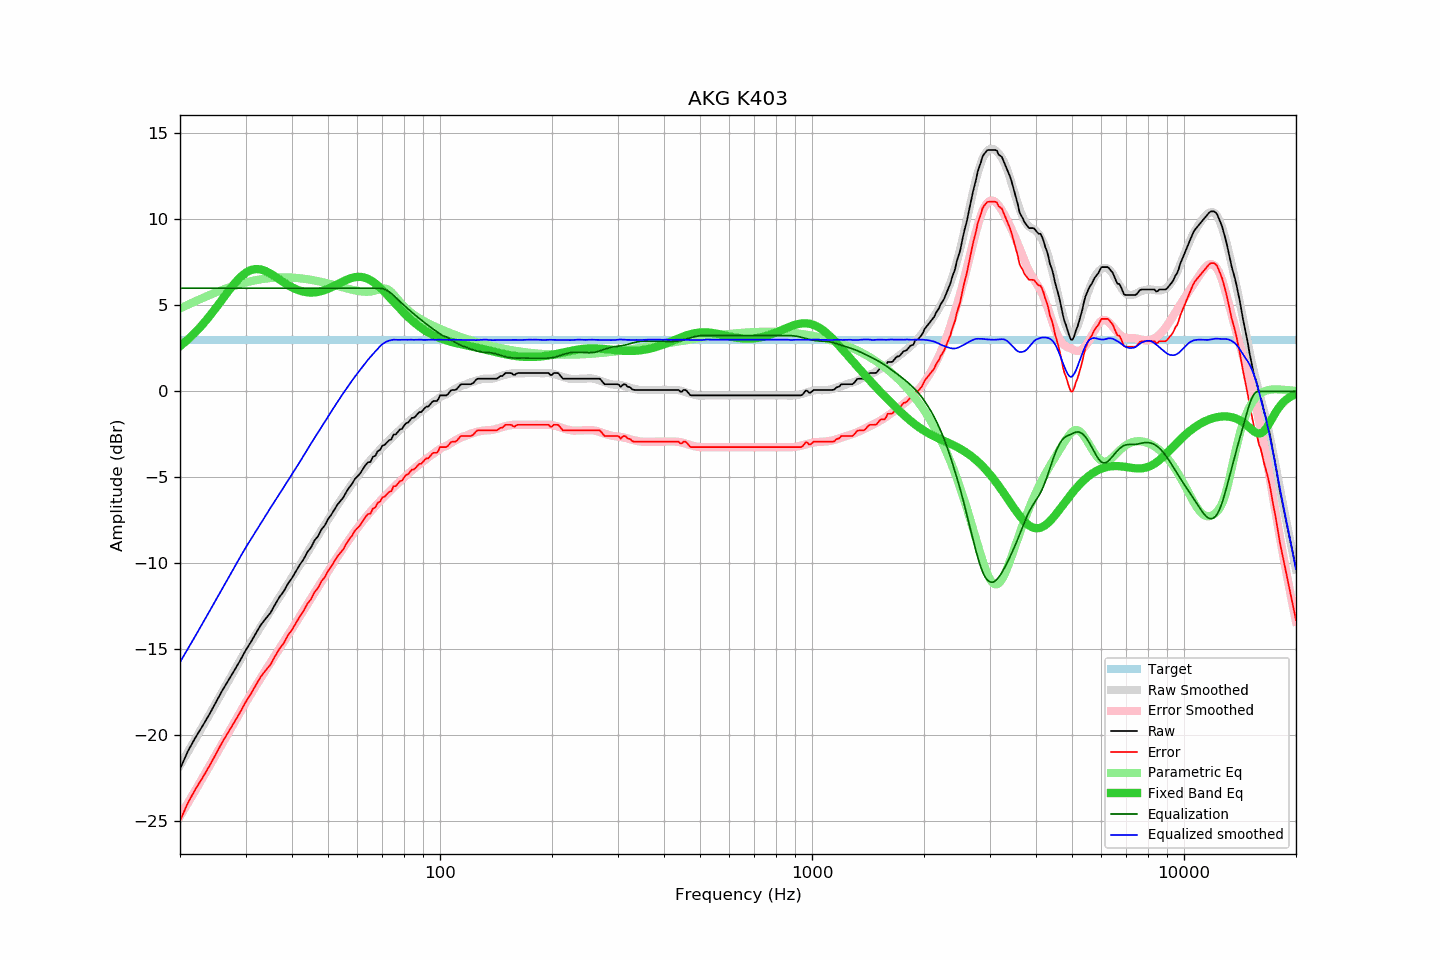 AKG K403
15
10
5
0
−5
−10
−15
−20
−25
Amplitude (dBr)
100
1000
10000
Frequency (Hz)
Target
Raw Smoothed
Error Smoothed
Raw
Error
Parametric Eq
Fixed Band Eq
Equalization
Equalized smoothed